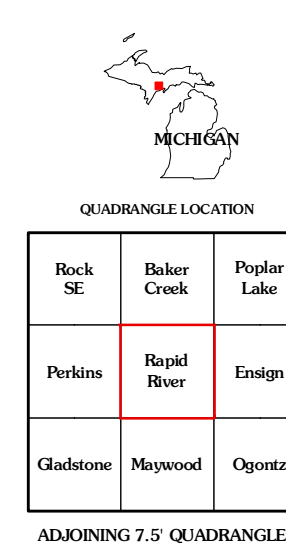 MICHIGAN
QUADRANGLE LOCATION
Rock
SE
Baker
Creek
Poplar
Lake
Perkins
Rapid
River
Ensign
Gladstone
Maywood
Ogontz
ADJOINING 7.5' QUADRANGLE